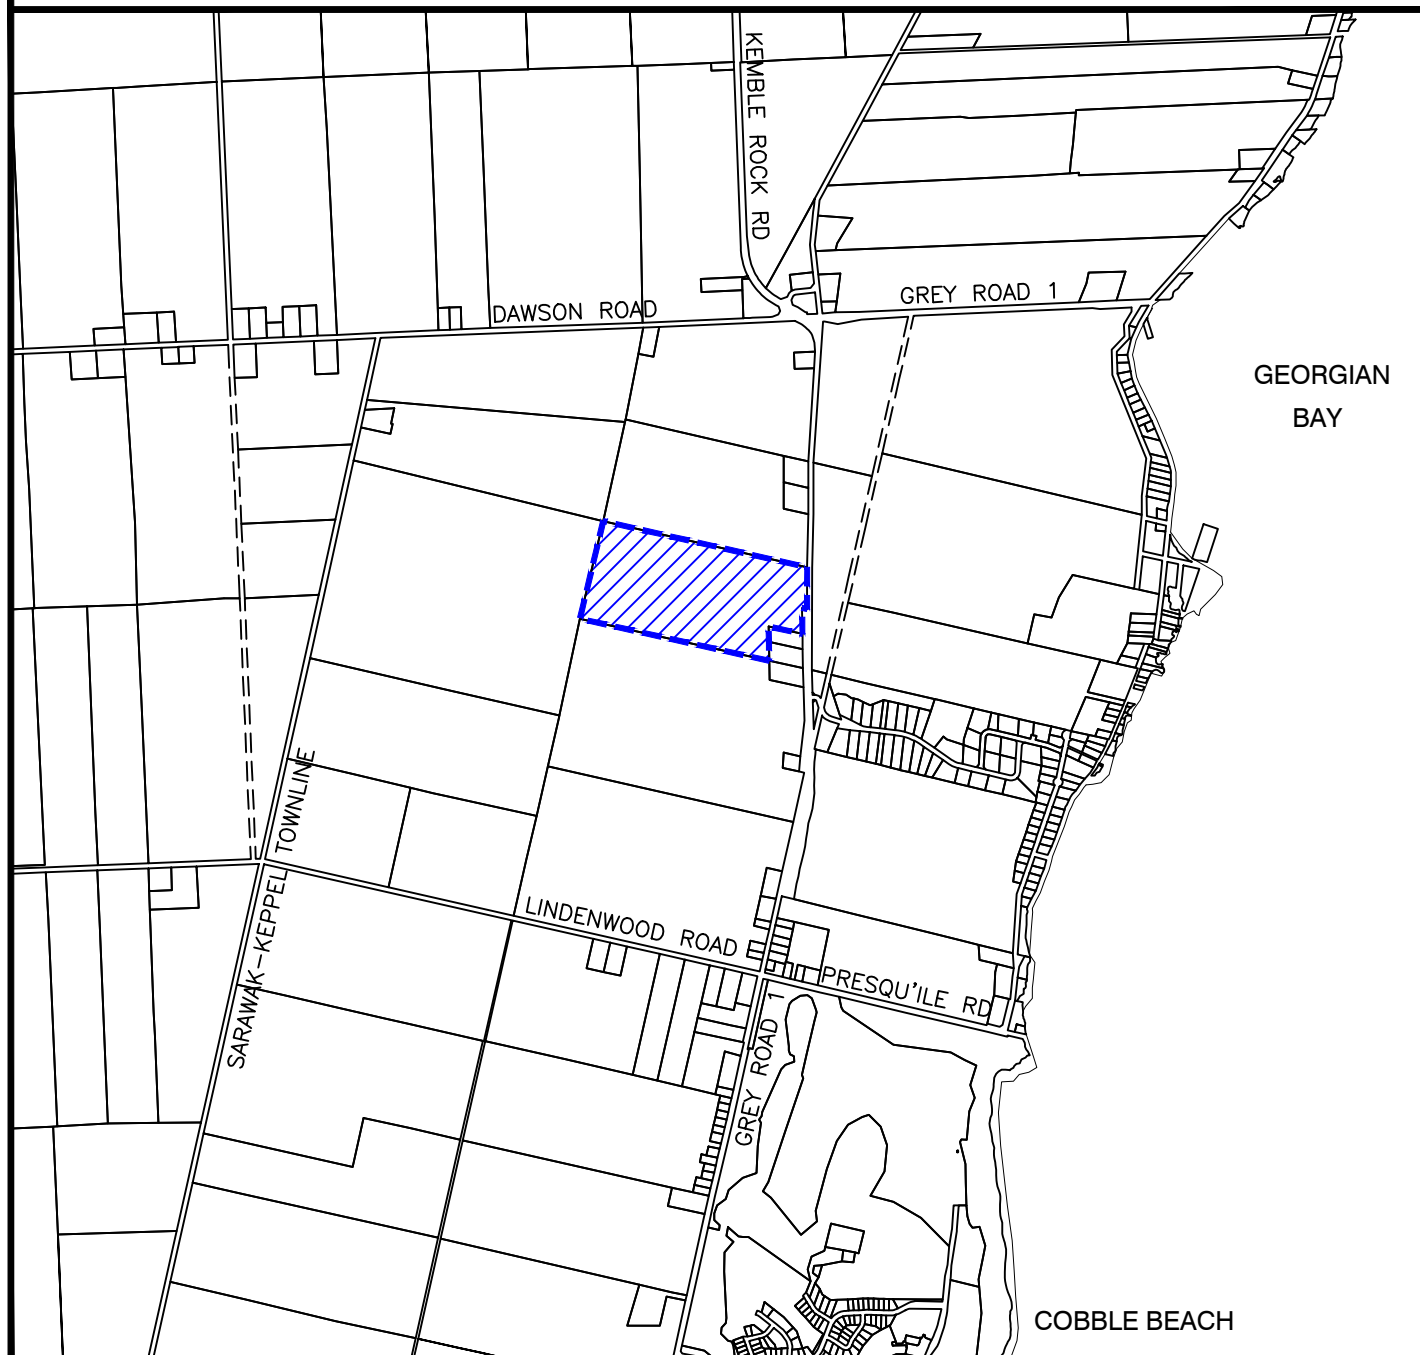 KEMBLE ROCK RD
GREY ROAD 1
DAWSON ROAD
GEORGIAN
BAY
SARAWAK-KEPPEL TOWNLINE
LINDENWOOD ROAD
PRESQU'ILE RD
GREY ROAD 1
COBBLE BEACH